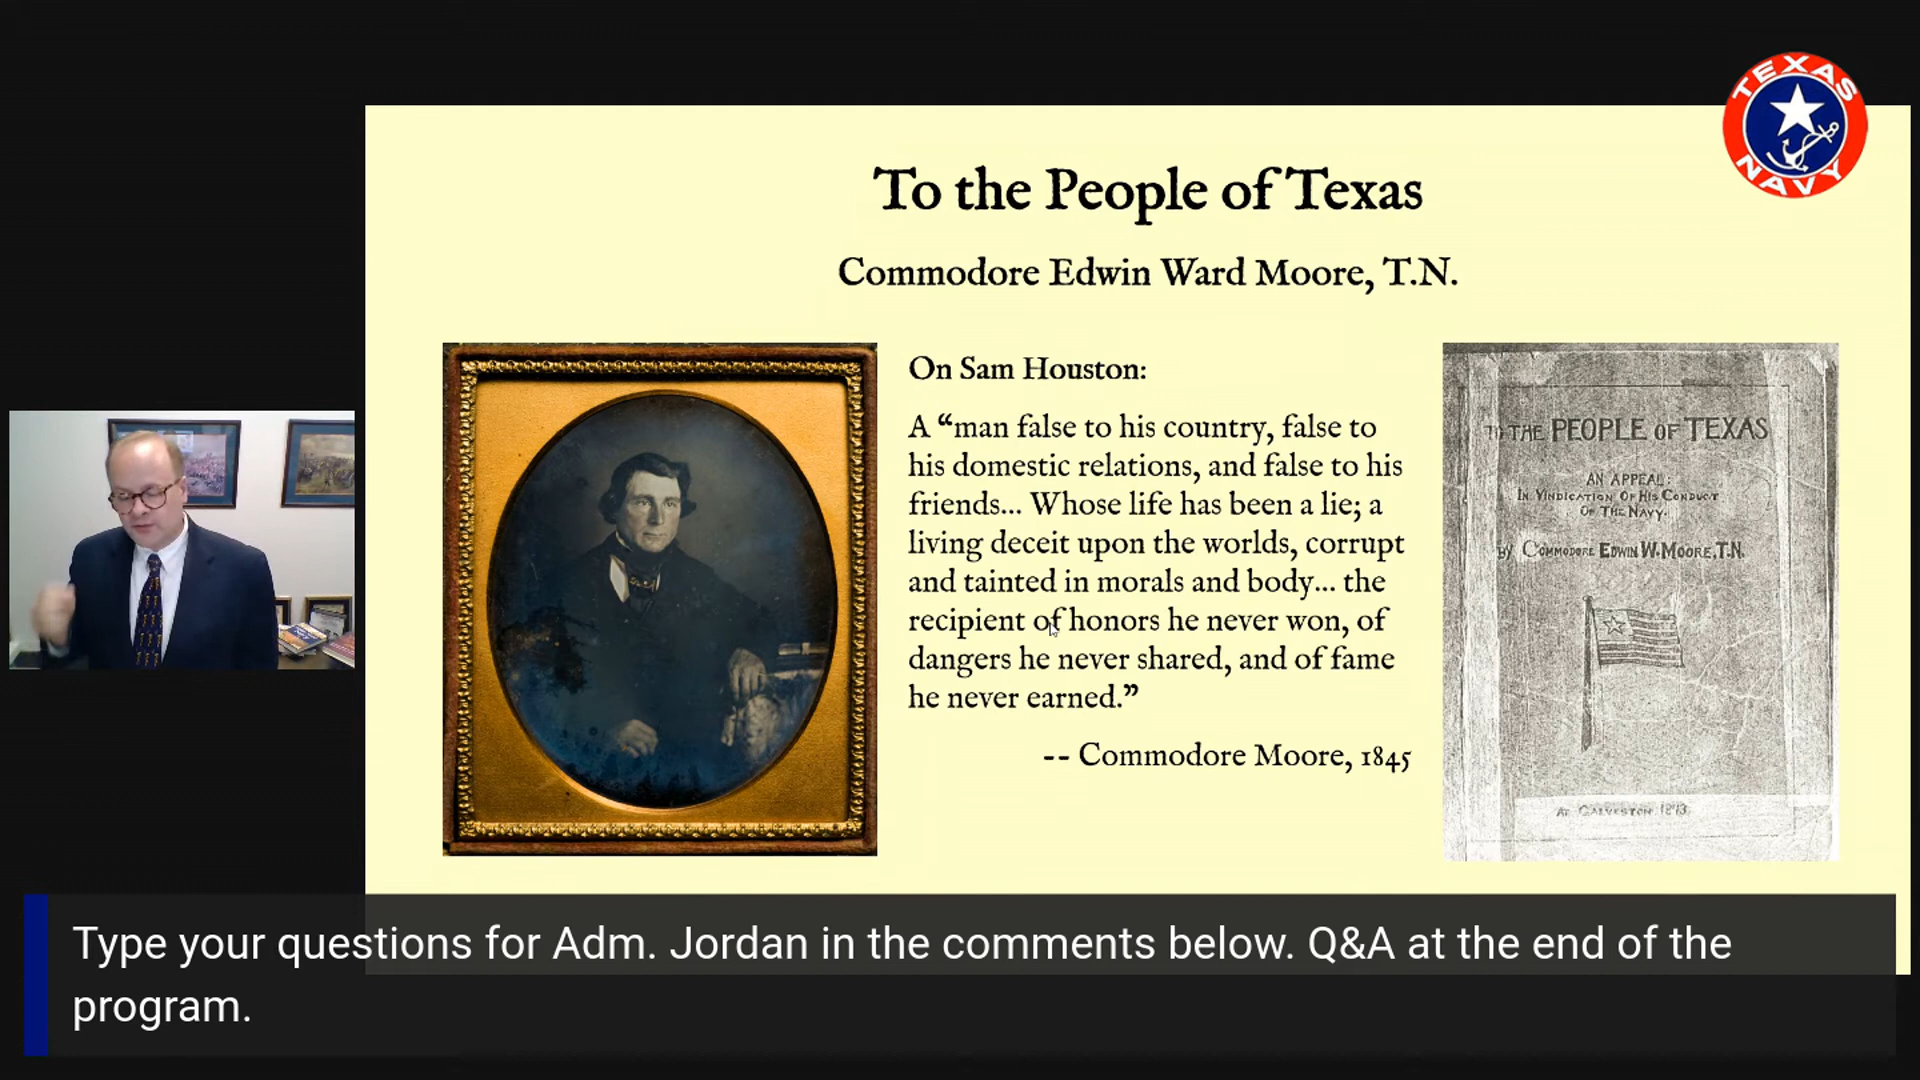 TEXAS
NAVY
To the People of Texas
Commodore Edwin Ward Moore, T.N.
On Sam Houston:
A “man false to his country, false to
his domestic relations, and false to his
friends... Whose life has been a lie; a
living deceit upon the worlds, corrupt
and tainted in morals and body... the
recipient of honors he never won, of
dangers he never shared, and of fame
he never earned.”
-- Commodore Moore, 1845
TO THE PEOPLE OF TEXAS
AN APPEAL:
IN VINDICATION OF HIS CONDUCT
OF THE NAVY.
By COMMODORE EDWIN W. MOORE, T.N.
AT GALVESTON
Type your questions for Adm. Jordan in the comments below. Q&A at the end of the
program.